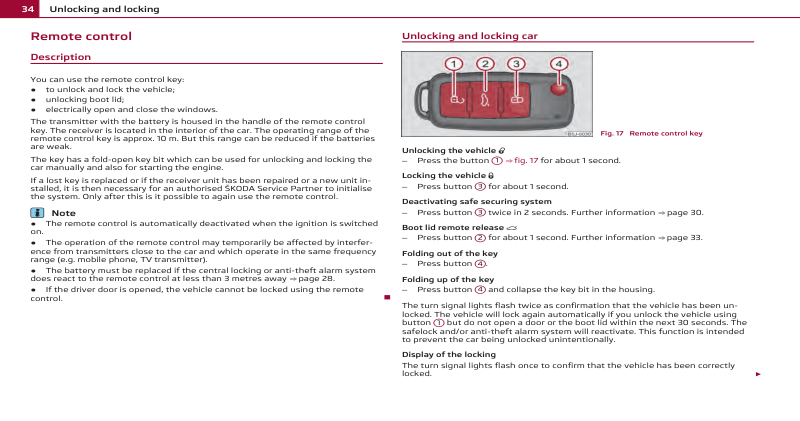 34 Unlocking and locking
Remote control
Description
You can use the remote control key:
● to unlock and lock the vehicle;
● unlocking boot lid;
● electrically open and close the windows.
The transmitter with the battery is housed in the handle of the remote control
key. The receiver is located in the interior of the car. The operating range of the
remote control key is approx. 10 m. But this range can be reduced if the batteries
are weak.
The key has a fold-open key bit which can be used for unlocking and locking the
car manually and also for starting the engine.
If a lost key is replaced or if the receiver unit has been repaired or a new unit in-
stalled, it is then necessary for an authorised ŠKODA Service Partner to initialise
the system. Only after this is it possible to again use the remote control.
Note
● The remote control is automatically deactivated when the ignition is switched
on.
● The operation of the remote control may temporarily be affected by interfer-
ence from transmitters close to the car and which operate in the same frequency
range (e.g. mobile phone, TV transmitter).
● The battery must be replaced if the central locking or anti-theft alarm system
does react to the remote control at less than 3 metres away ⇒ page 28.
● If the driver door is opened, the vehicle cannot be locked using the remote
control.
Unlocking and locking car
1 2 3 4
Fig. 17 Remote control key
Unlocking the vehicle
– Press the button 1 ⇒ fig. 17 for about 1 second.
Locking the vehicle
– Press button 3 for about 1 second.
Deactivating safe securing system
– Press button 3 twice in 2 seconds. Further information ⇒ page 30.
Boot lid remote release
– Press button 2 for about 1 second. Further information ⇒ page 33.
Folding out of the key
– Press button 4.
Folding up of the key
– Press button 4 and collapse the key bit in the housing.
The turn signal lights flash twice as confirmation that the vehicle has been un-
locked. The vehicle will lock again automatically if you unlock the vehicle using
button 1 but do not open a door or the boot lid within the next 30 seconds. The
safelock and/or anti-theft alarm system will reactivate. This function is intended
to prevent the car being unlocked unintentionally.
Display of the locking
The turn signal lights flash once to confirm that the vehicle has been correctly
locked.